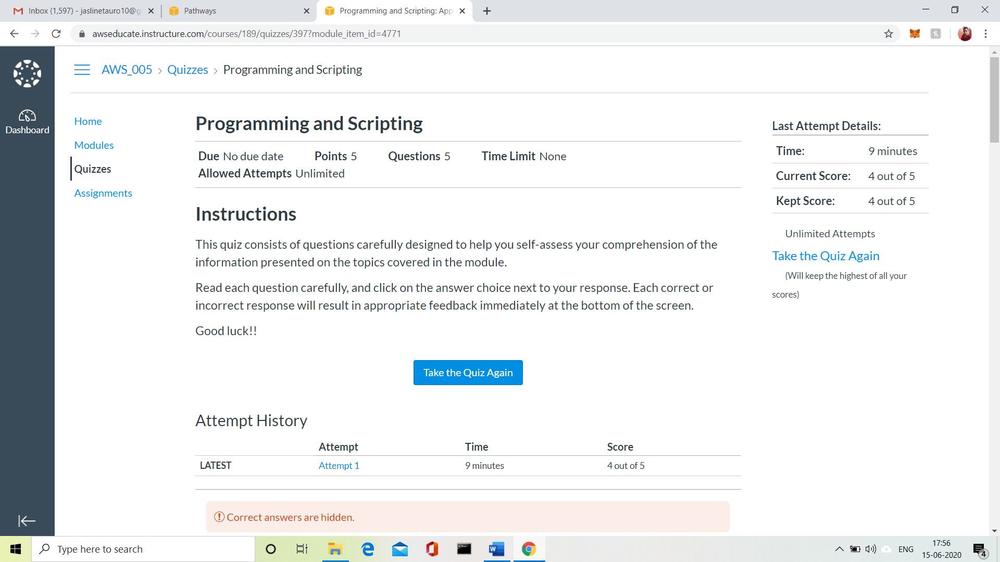 Inbox (1,597) - jaslinetauro10@g
Pathways
Programming and Scripting: App
awseducate.instructure.com/courses/189/quizzes/397?module_item_id=4771
AWS_005 > Quizzes > Programming and Scripting
Dashboard
Home
Modules
Quizzes
Assignments
Programming and Scripting
Due No due date Points 5 Questions 5 Time Limit None
Allowed Attempts Unlimited
Instructions
This quiz consists of questions carefully designed to help you self-assess your comprehension of the
information presented on the topics covered in the module.
Read each question carefully, and click on the answer choice next to your response. Each correct or
incorrect response will result in appropriate feedback immediately at the bottom of the screen.
Good luck!!
Take the Quiz Again
Attempt History
Attempt Time Score
LATEST Attempt 1 9 minutes 4 out of 5
Correct answers are hidden.
Last Attempt Details:
Time: 9 minutes
Current Score: 4 out of 5
Kept Score: 4 out of 5
Unlimited Attempts
Take the Quiz Again
(Will keep the highest of all your
scores)
Type here to search
ENG
17:56
15-06-2020
4